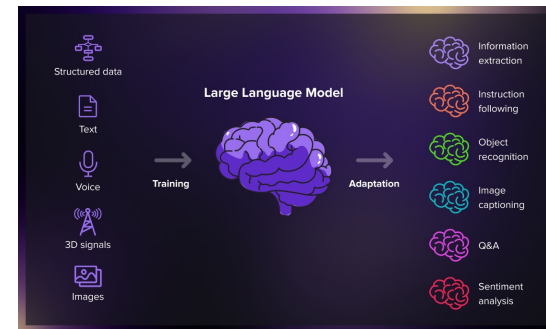 Structured data
Text
Voice
3D signals
Images
Training
Large Language Model
Adaptation
Information
extraction
Instruction
following
Object
recognition
Image
captioning
Q&A
Sentiment
analysis